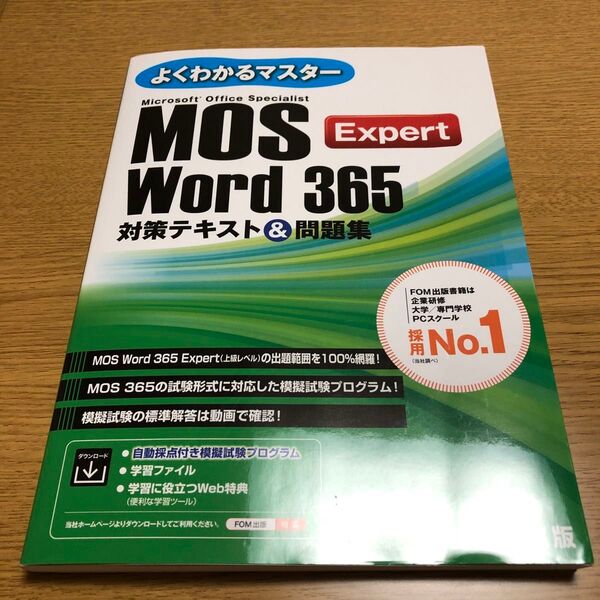 よくわかるマスター
Microsoft® Office Specialist
MOS Expert
Word 365
対策テキスト&問題集
FOM出版書籍は
企業研修
大学/専門学校
PCスクール
採用No.1
(当社調べ)
MOS Word 365 Expert(上級レベル)の出題範囲を100%網羅!
MOS 365の試験形式に対応した模擬試験プログラム!
模擬試験の標準解答は動画で確認!
ダウンロード
● 自動採点付き模擬試験プログラム
● 学習ファイル
● 学習に役立つWeb特典
(便利な学習ツール)
当社ホームページよりダウンロードしてご利用ください。 FOM出版
版